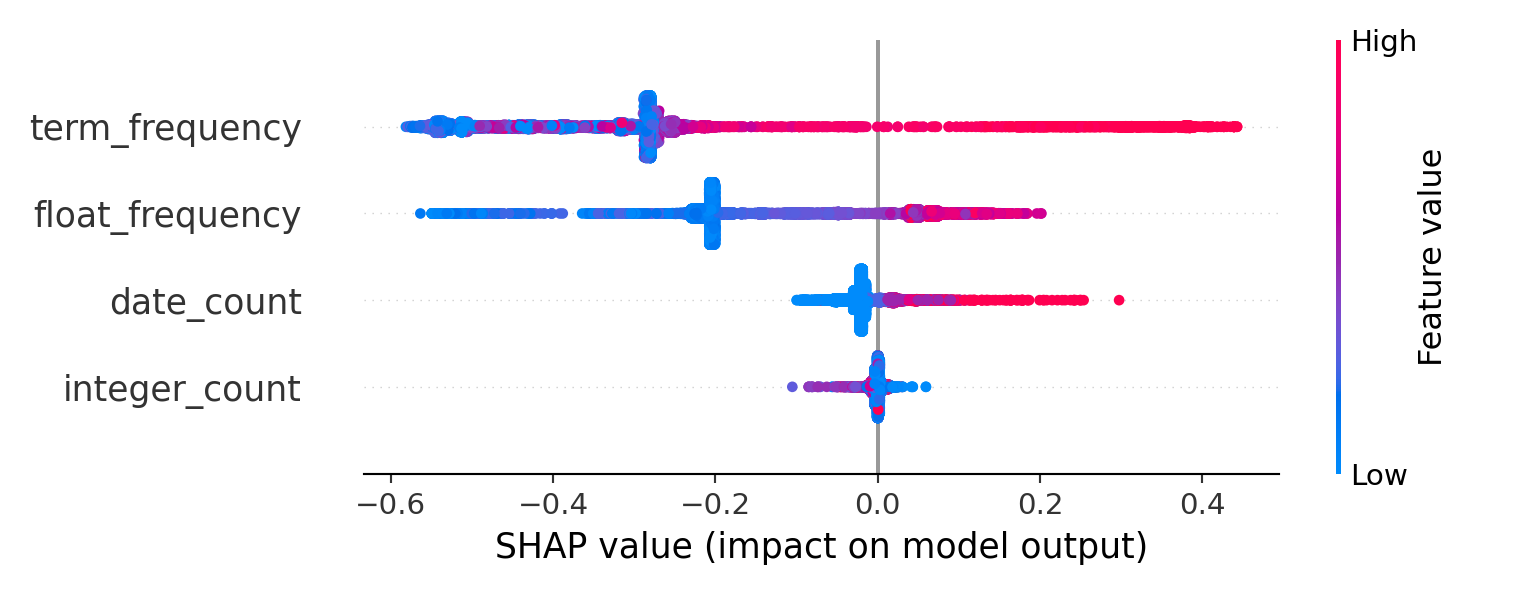 High
term_frequency
float_frequency
date_count
integer_count
Feature value
Low
−0.6 −0.4 −0.2 0.0 0.2 0.4
SHAP value (impact on model output)